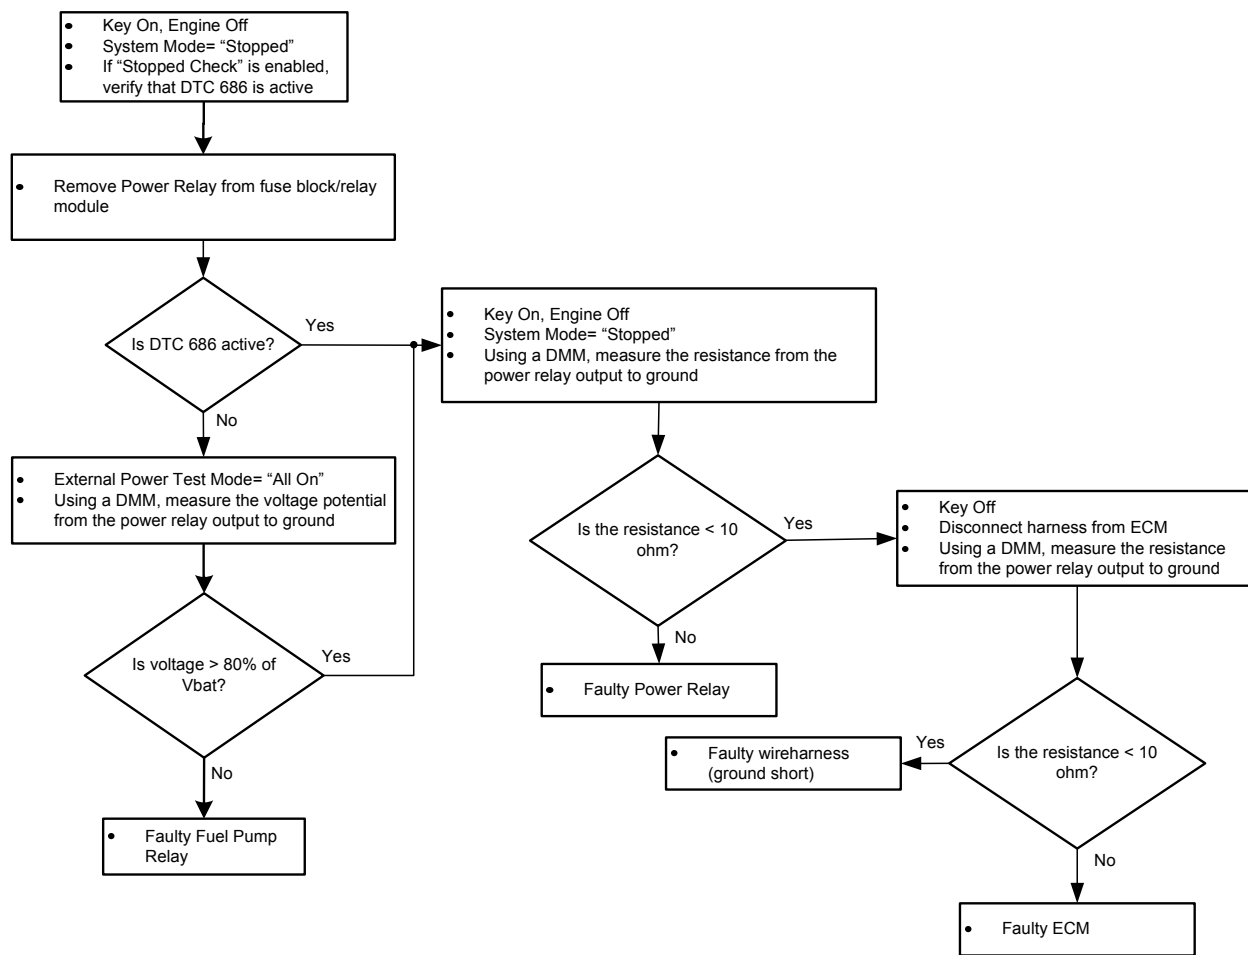 • Key On, Engine Off
• System Mode= “Stopped”
• If “Stopped Check” is enabled,
verify that DTC 686 is active
• Remove Power Relay from fuse block/relay
module
Is DTC 686 active?
Yes
No
• External Power Test Mode= “All On”
• Using a DMM, measure the voltage potential
from the power relay output to ground
Is voltage > 80% of
Vbat?
Yes
No
• Faulty Fuel Pump
Relay
• Key On, Engine Off
• System Mode= “Stopped”
• Using a DMM, measure the resistance from the
power relay output to ground
Is the resistance < 10
ohm?
Yes
No
• Faulty Power Relay
• Key Off
• Disconnect harness from ECM
• Using a DMM, measure the resistance
from the power relay output to ground
Is the resistance < 10
ohm?
Yes
• Faulty wireharness
(ground short)
No
• Faulty ECM